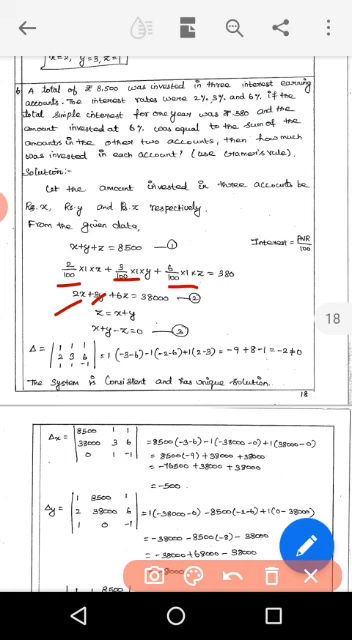 x=2, y=3, z=1
6 A total of ₹ 8,500 was invested in three interest earning
accounts. The interest rates were 2%, 3% and 6% if the
total simple interest for one year was ₹ 380 and the
amount invested at 6% was equal to the sum of the
amounts in the other two accounts, then how much
was invested in each account? (use Cramer's rule).
Solution:-
Let the amount invested in three accounts be
Rs. x, Rs. y and Rs. z respectively.
From the given data,
x+y+z = 8500 — ①
Interest = PNR/100
2/100 ×1×x + 3/100 ×1×y + 6/100 ×1×z = 380
2x+3y+6z = 38000 — ②
z = x+y
x+y-z=0 — ③
Δ = | 1 1 1 | 2 3 6 | 1 1 -1 | = 1(-3-6)-1(-2-6)+1(2-3) = -9+8-1 = -2≠0
The system is consistent and has unique solution.
18
18
Δx = | 8500 1 1 | 38000 3 6 | 0 1 -1 | = 8500(-3-6)-1(-38000-0)+1(38000-0)
= 8500(-9)+38000+38000
= -76500+38000+38000
= -500
Δy = | 1 8500 1 | 2 38000 6 | 1 0 -1 | = 1(-38000-0)-8500(-2-6)+1(0-38000)
= -38000-8500(-8)-38000
= -38000+68000-38000
8000
1 1 8500